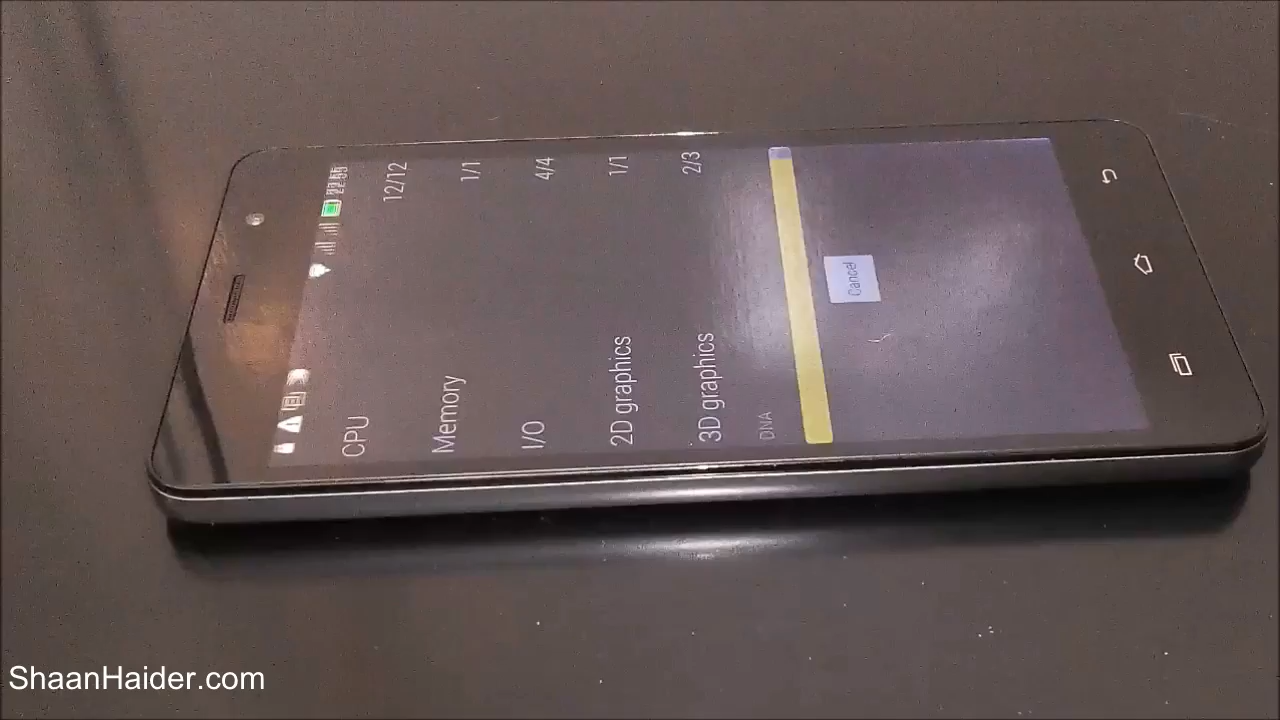 CPU 12/12
Memory 1/1
I/O 4/4
2D graphics 1/1
3D graphics 2/3
DNA
Cancel
ShaanHaider.com